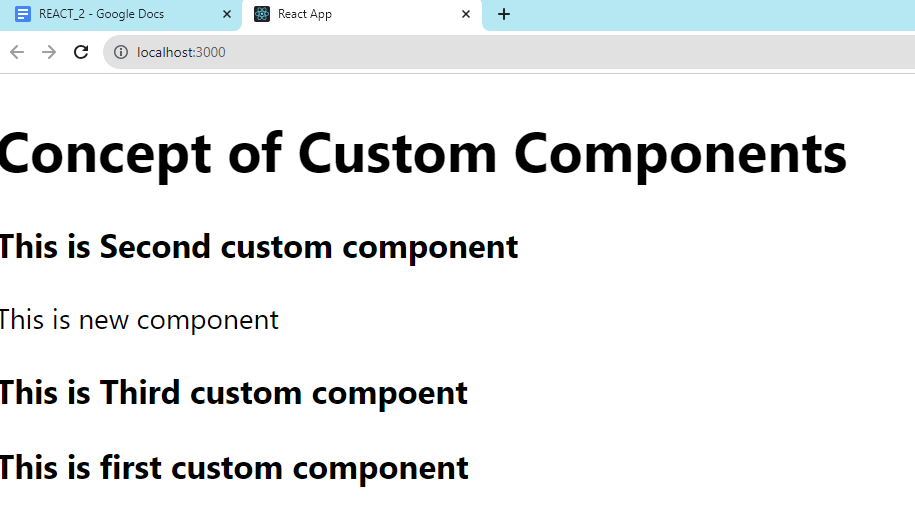 REACT_2 - Google Docs
React App
localhost:3000
Concept of Custom Components
This is Second custom component
This is new component
This is Third custom compoent
This is first custom component